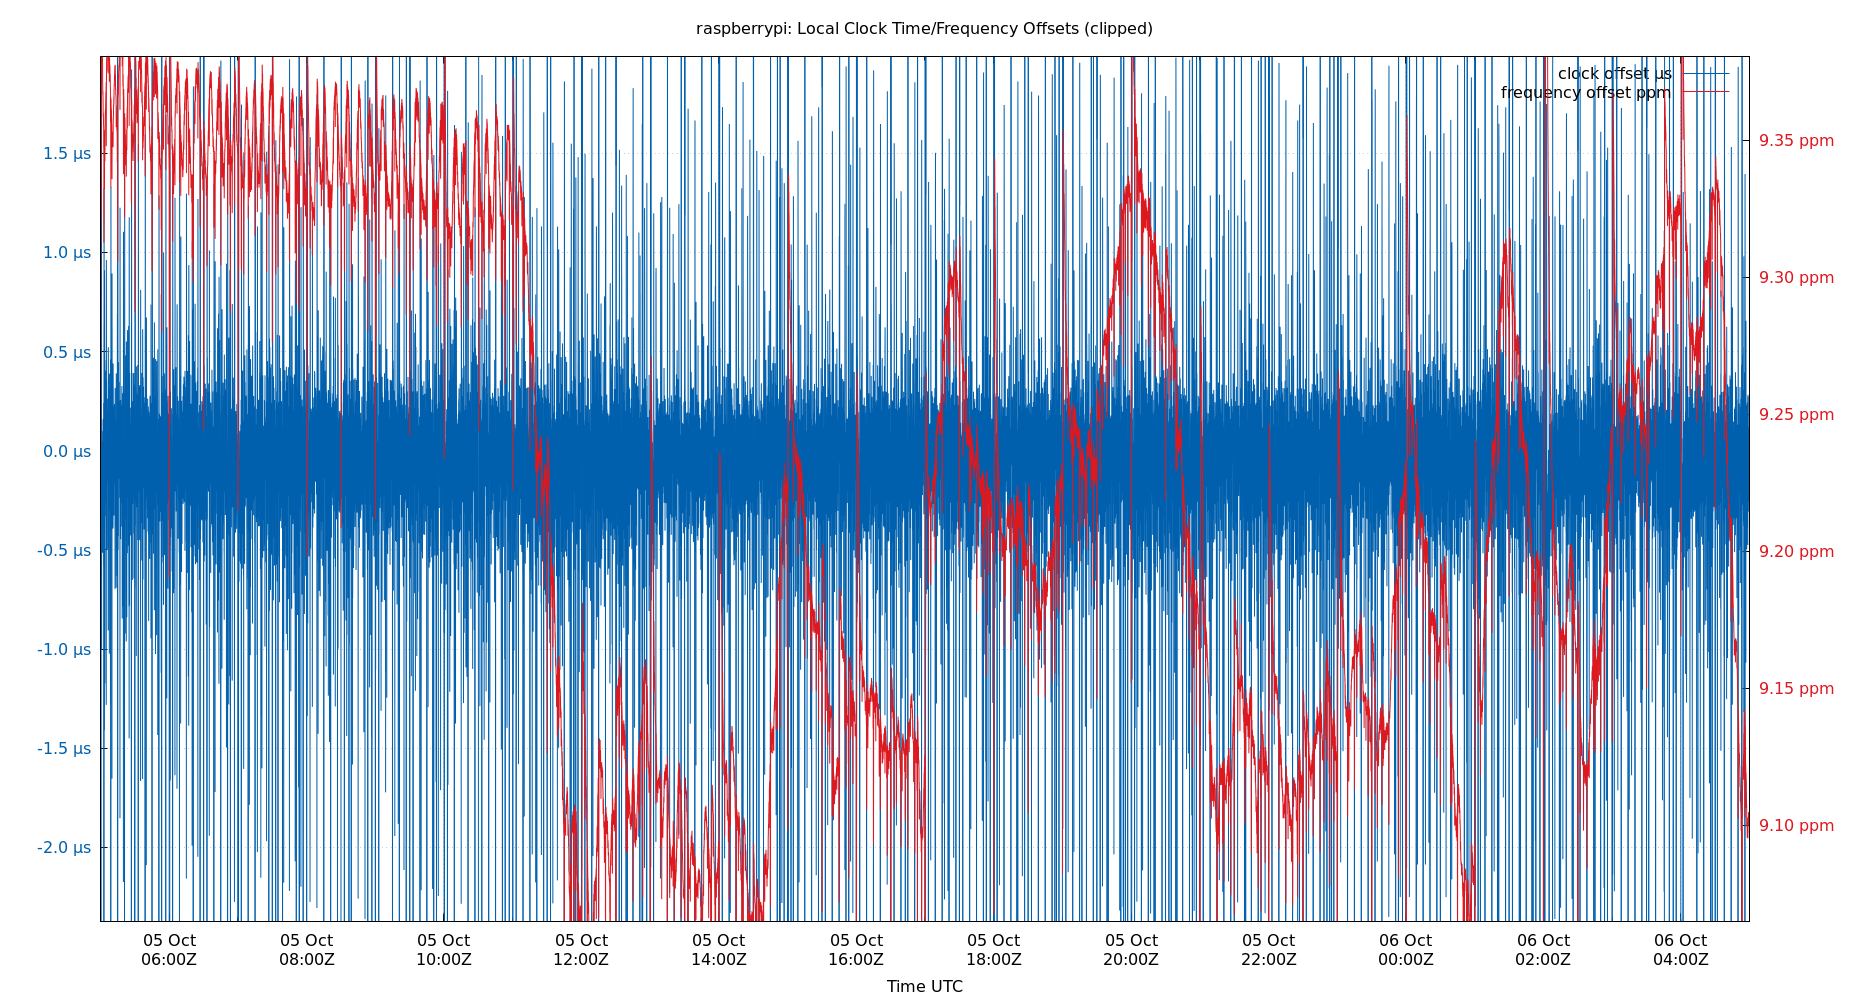 raspberrypi: Local Clock Time/Frequency Offsets (clipped)
clock offset µs
frequency offset ppm
1.5 µs
1.0 µs
0.5 µs
0.0 µs
-0.5 µs
-1.0 µs
-1.5 µs
-2.0 µs
9.35 ppm
9.30 ppm
9.25 ppm
9.20 ppm
9.15 ppm
9.10 ppm
05 Oct 05 Oct 05 Oct 05 Oct 05 Oct 05 Oct 05 Oct 05 Oct 05 Oct 06 Oct 06 Oct 06 Oct
06:00Z 08:00Z 10:00Z 12:00Z 14:00Z 16:00Z 18:00Z 20:00Z 22:00Z 00:00Z 02:00Z 04:00Z
Time UTC